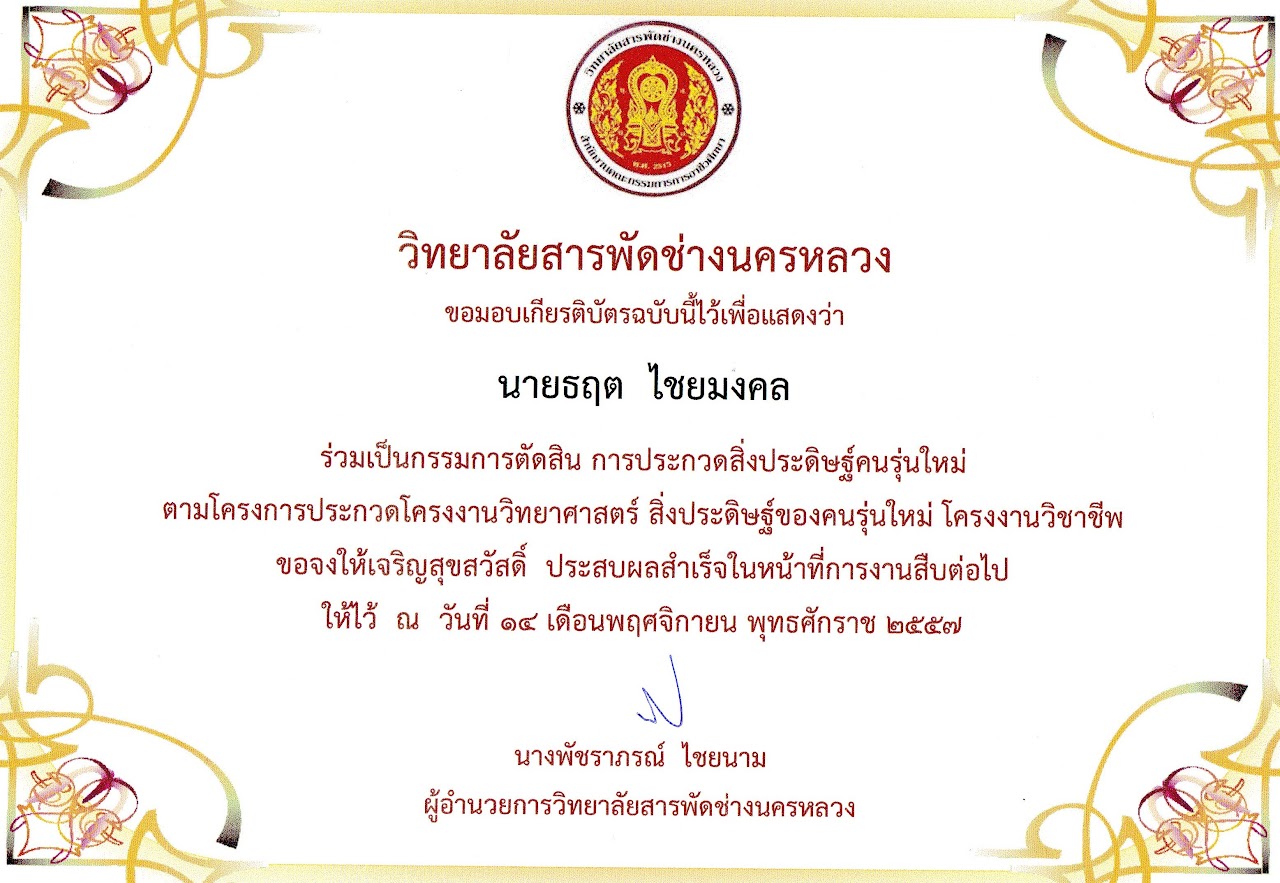 วิทยาลัยสารพัดช่างนครหลวง
พ.ศ. 2515
สำนักงานคณะกรรมการการอาชีวศึกษา
วิทยาลัยสารพัดช่างนครหลวง
ขอมอบเกียรติบัตรฉบับนี้ไว้เพื่อแสดงว่า
นายธฤต ไชยมงคล
ร่วมเป็นกรรมการตัดสิน การประกวดสิ่งประดิษฐ์คนรุ่นใหม่
ตามโครงการประกวดโครงงานวิทยาศาสตร์ สิ่งประดิษฐ์ของคนรุ่นใหม่ โครงงานวิชาชีพ
ขอจงให้เจริญสุขสวัสดิ์ ประสบผลสำเร็จในหน้าที่การงานสืบต่อไป
ให้ไว้ ณ วันที่ ๑๔ เดือนพฤศจิกายน พุทธศักราช ๒๕๕๗
นางพัชราภรณ์ ไชยนาม
ผู้อำนวยการวิทยาลัยสารพัดช่างนครหลวง